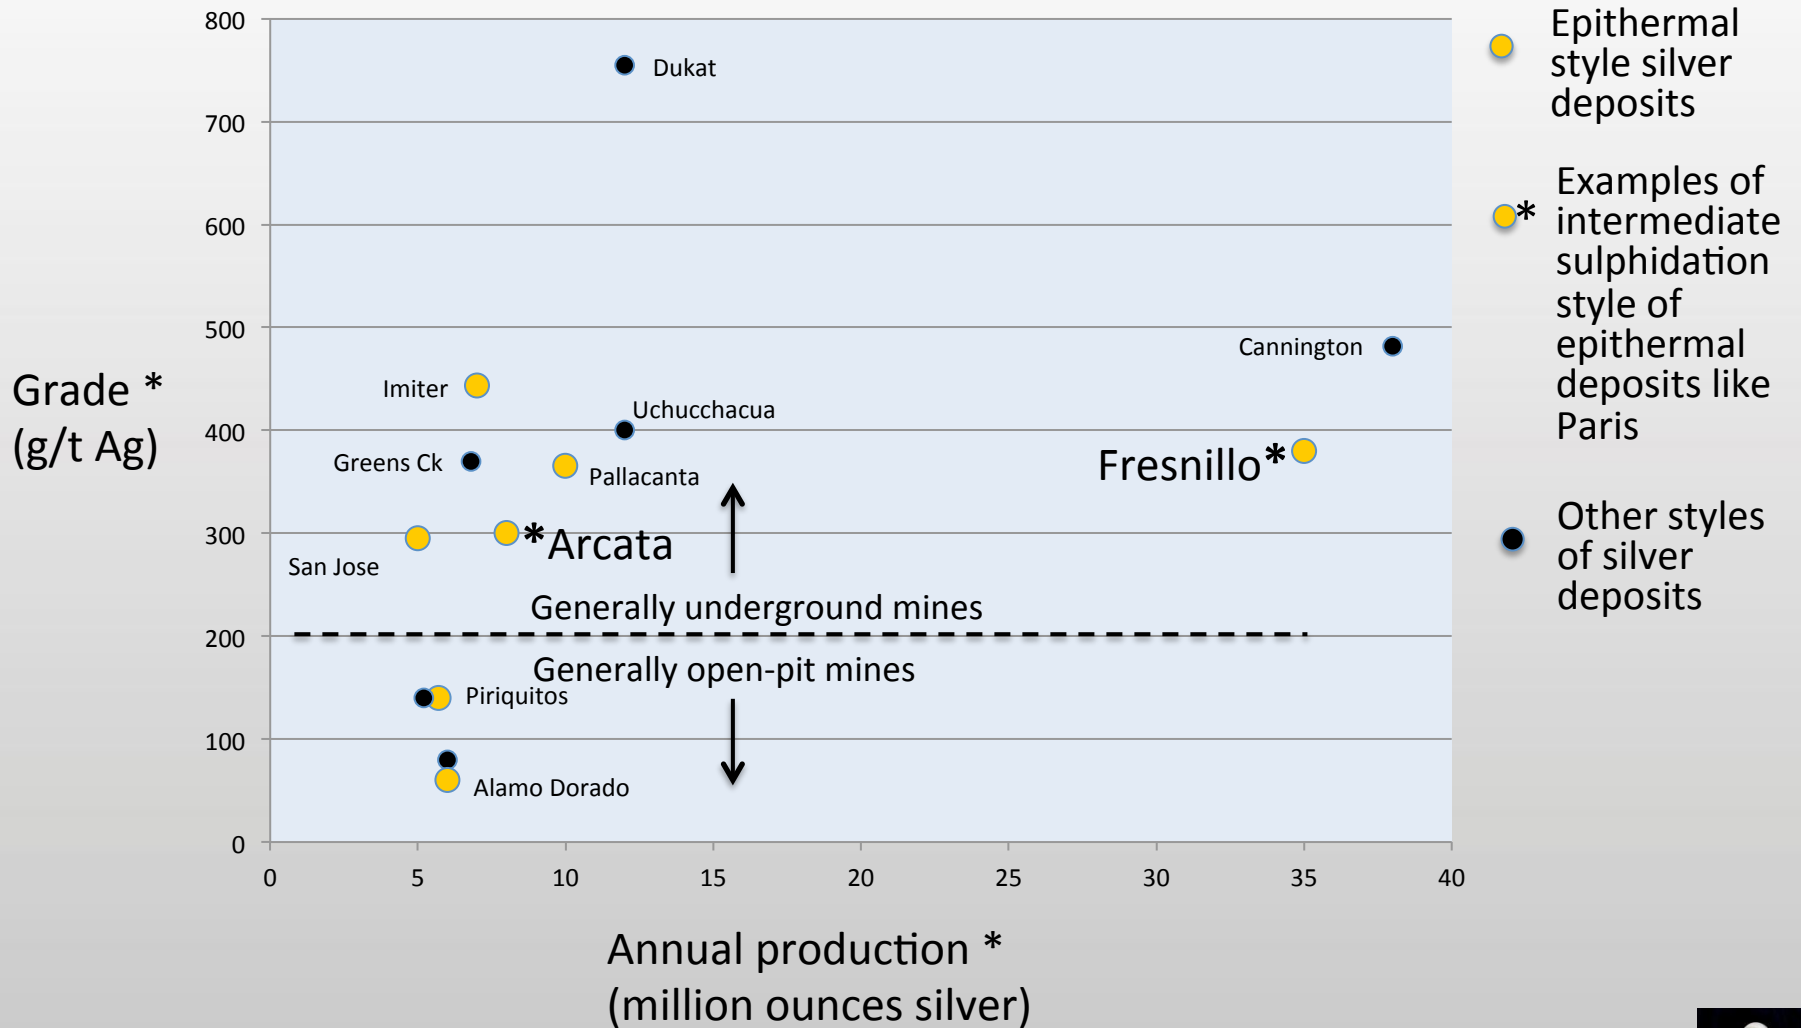 800
700
600
500
400
300
200
100
0
0
5
10
15
20
25
30
35
40
Grade *
(g/t Ag)
Annual production *
(million ounces silver)
Dukat
Cannington
Imiter
Uchucchacua
Greens Ck
Pallacanta
Fresnillo*
San Jose
*Arcata
Generally underground mines
Generally open-pit mines
Piriquitos
Alamo Dorado
Epithermal
style silver
deposits
* Examples of
intermediate
sulphidation
style of
epithermal
deposits like
Paris
Other styles
of silver
deposits